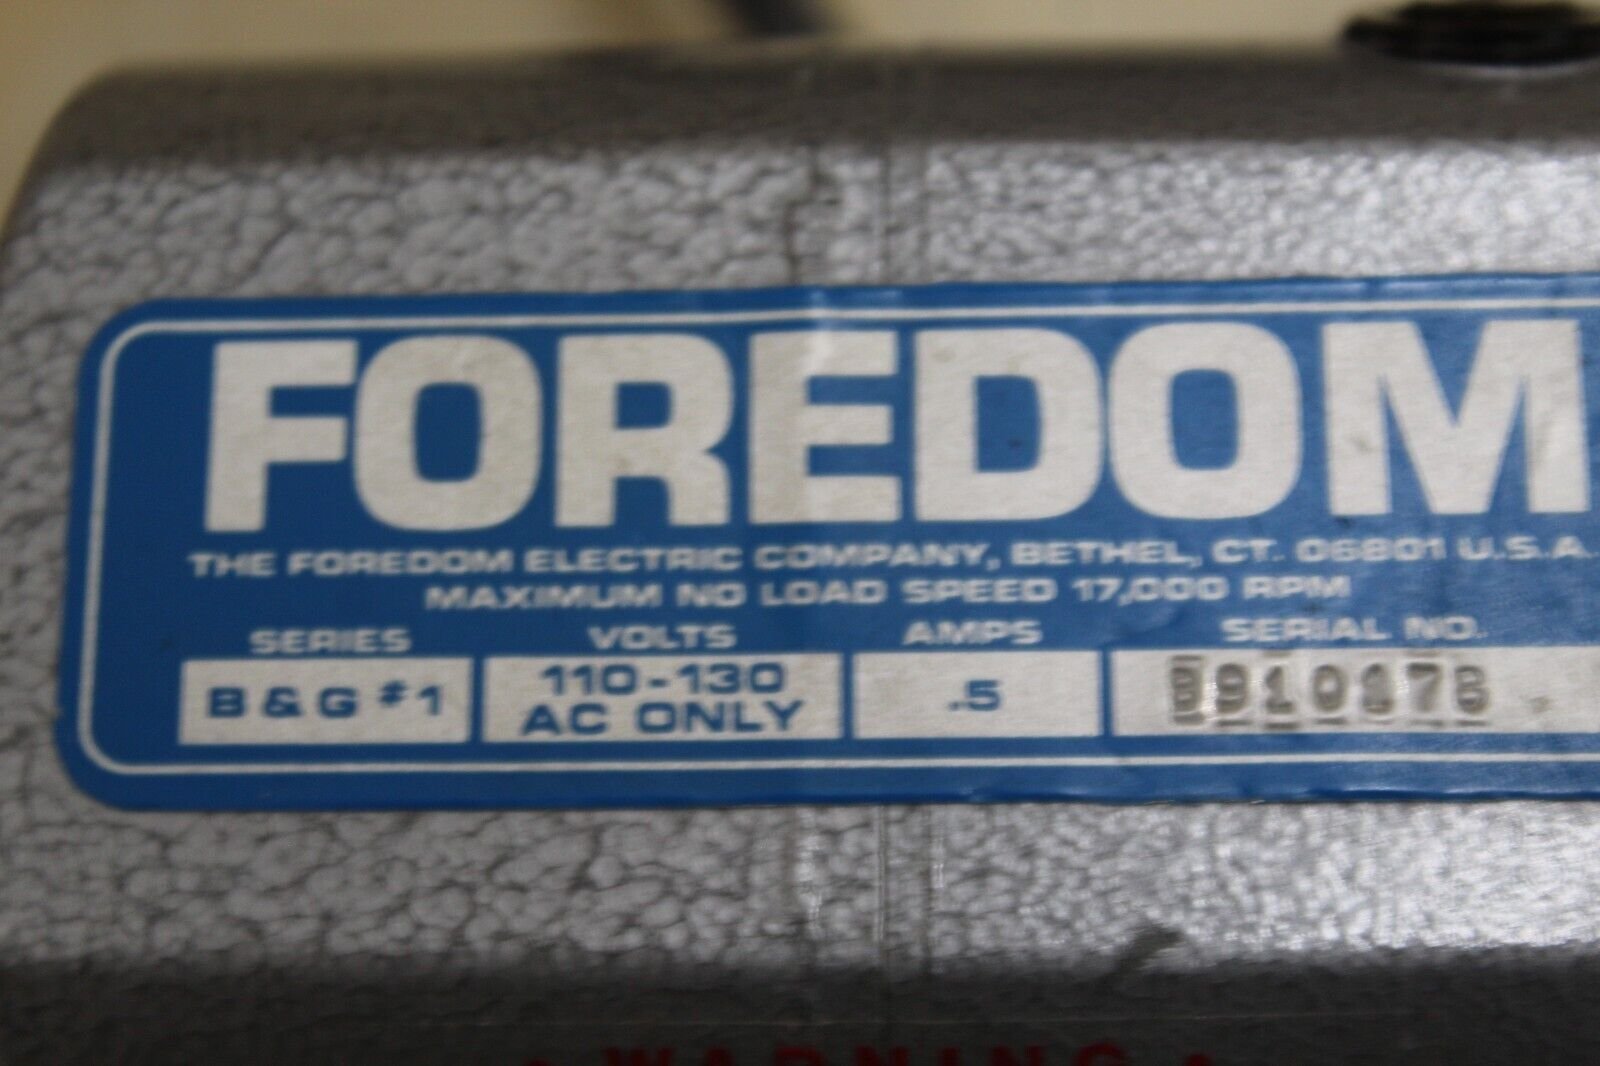 FOREDOM
THE FOREDOM ELECTRIC COMPANY, BETHEL, CT. 06801 U.S.A.
MAXIMUM NO LOAD SPEED 17,000 RPM
SERIES VOLTS AMPS SERIAL NO.
B & G #1 110-130 AC ONLY .5
WARNING